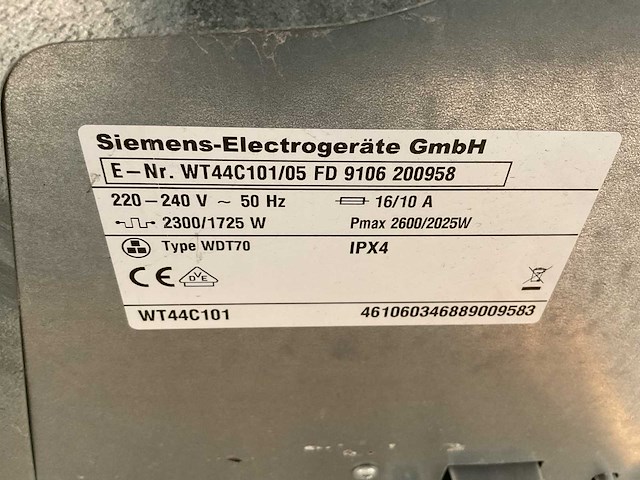 Siemens-Electrogeräte GmbH
E-Nr. WT44C101/05 FD 9106 200958
220-240 V ~ 50 Hz 16/10 A
2300/1725 W Pmax 2600/2025W
Type WDT70 IPX4
CE DVE
WT44C101 461060346889009583